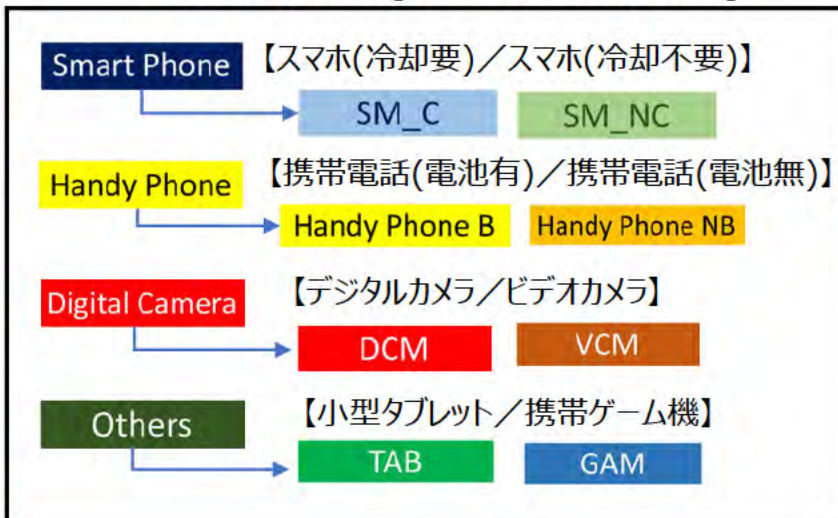 Smart Phone 【スマホ(冷却要)／スマホ(冷却不要)】
SM_C SM_NC
Handy Phone 【携帯電話(電池有)／携帯電話(電池無)】
Handy Phone B Handy Phone NB
Digital Camera 【デジタルカメラ／ビデオカメラ】
DCM VCM
Others 【小型タブレット／携帯ゲーム機】
TAB GAM